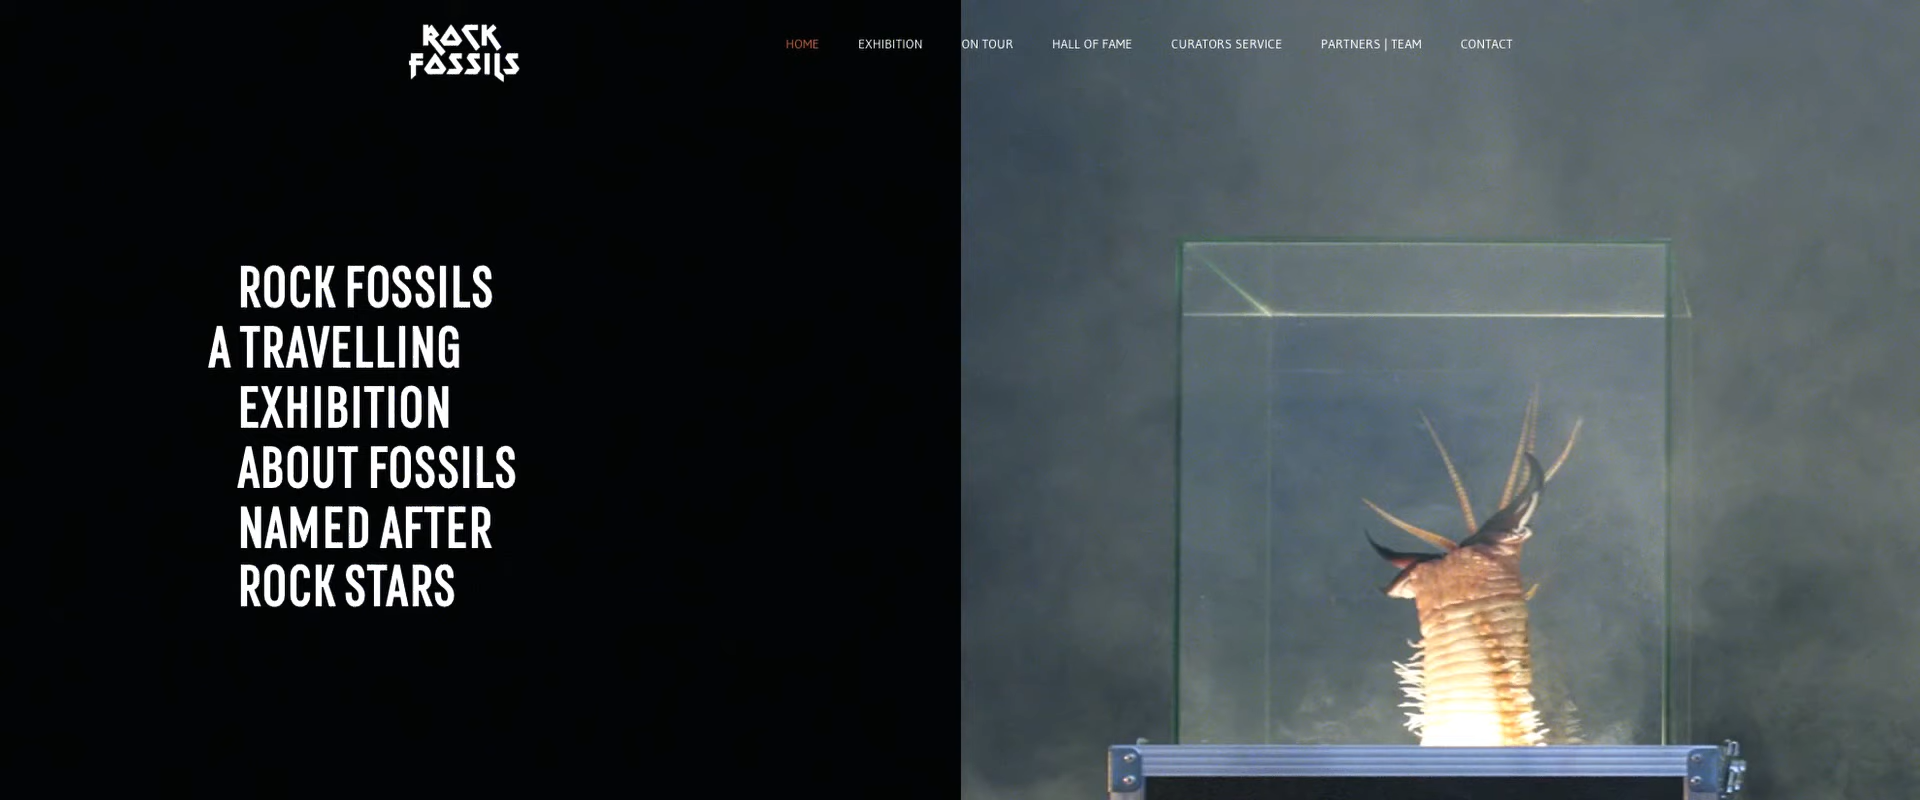 ROCK
FOSSILS
HOME EXHIBITION ON TOUR HALL OF FAME CURATORS SERVICE PARTNERS | TEAM CONTACT
ROCK FOSSILS
A TRAVELLING
EXHIBITION
ABOUT FOSSILS
NAMED AFTER
ROCK STARS